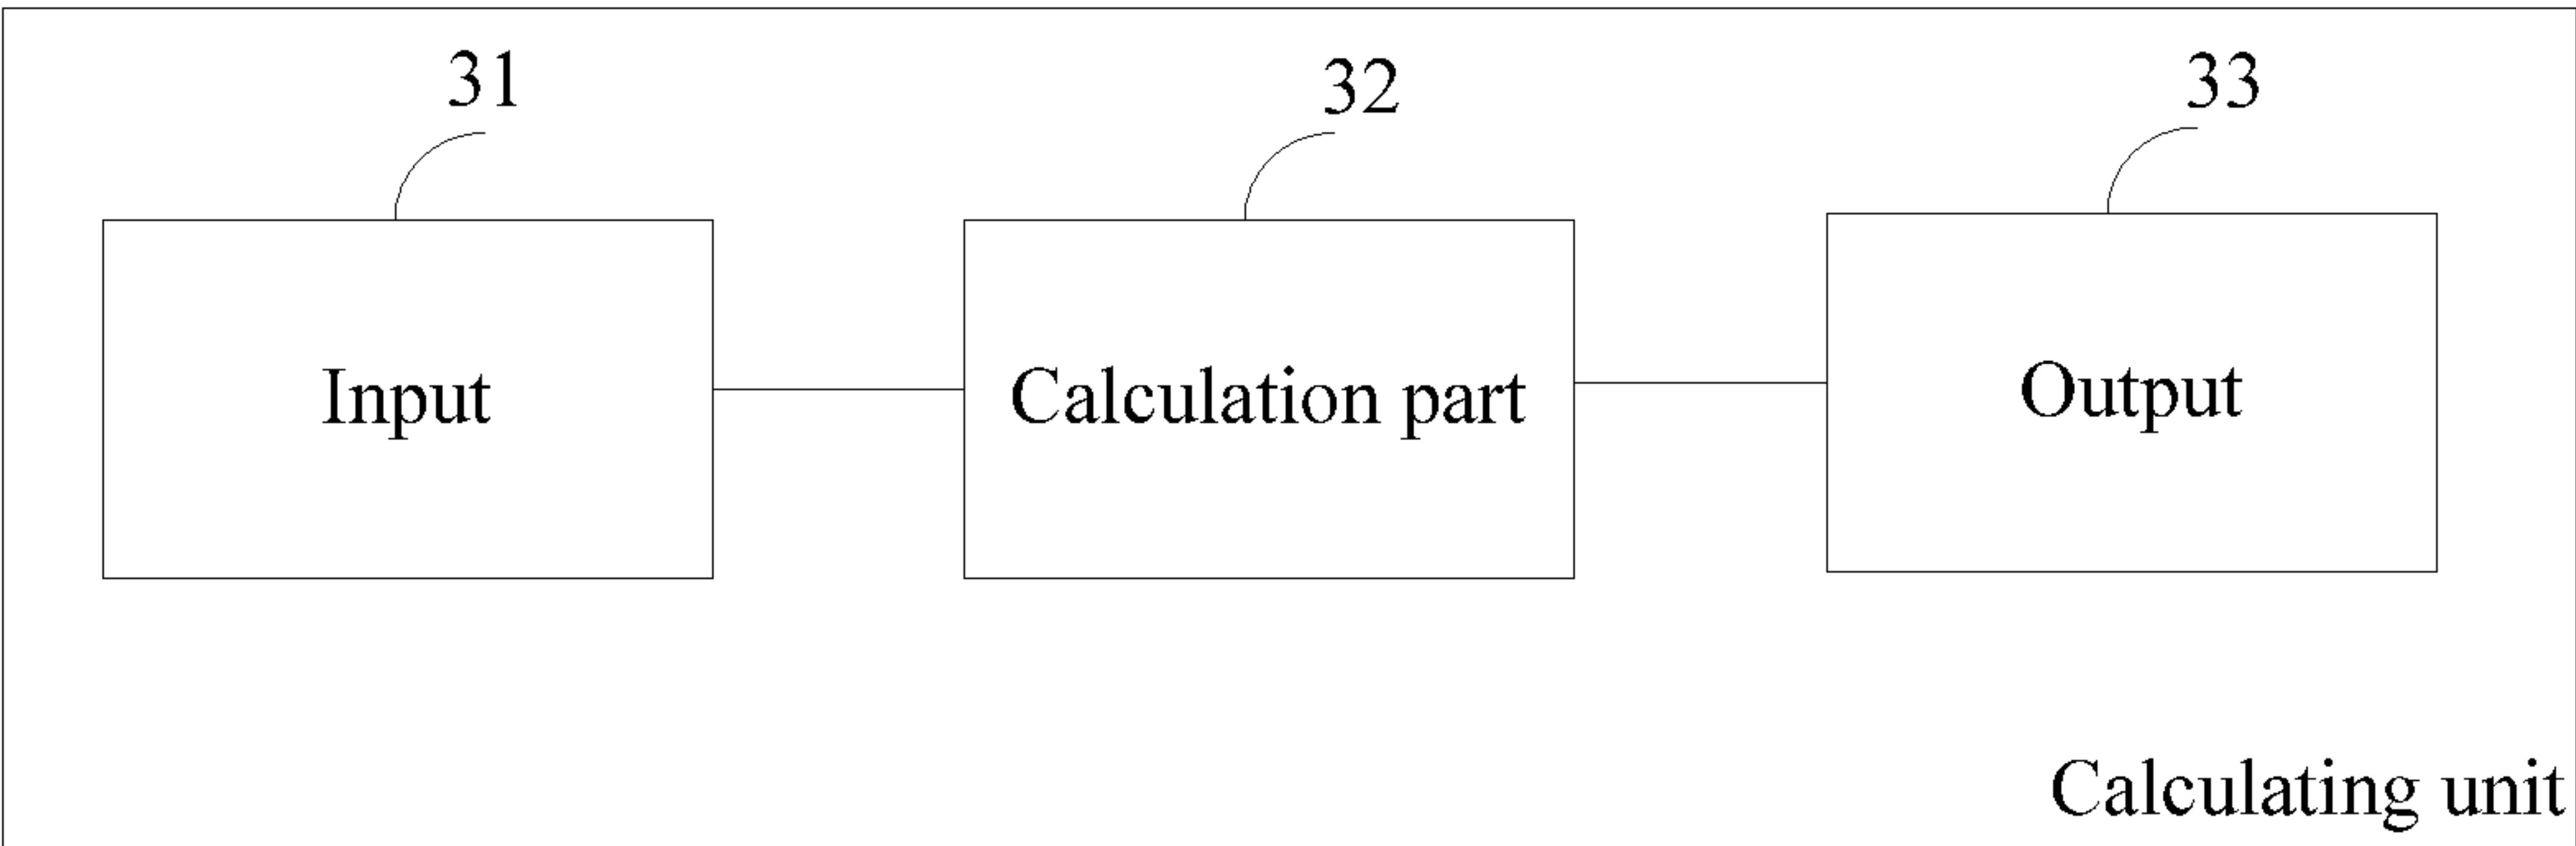 31
32
33
Input
Calculation part
Output
Calculating unit